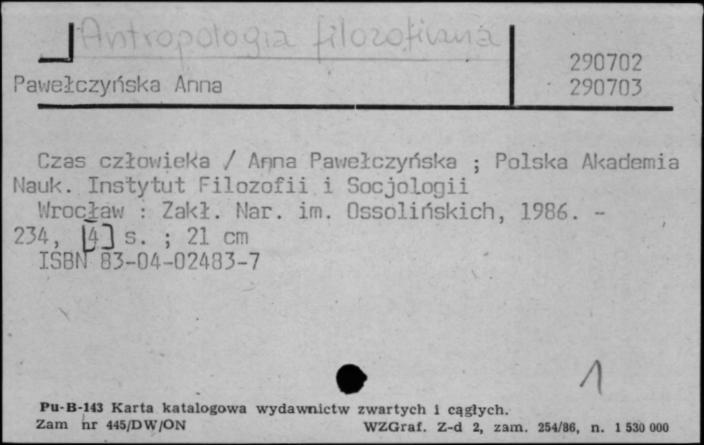 Antropologia filozoficzna
290702
Pawełczyńska Anna 290703
Czas człowieka / Anna Pawełczyńska ; Polska Akademia
Nauk. Instytut Filozofii i Socjologii
Wrocław : Zakł. Nar. im. Ossolińskich, 1986. -
234, [4] s. ; 21 cm
ISBN 83-04-02483-7
1
Pu-B-143 Karta katalogowa wydawnictw zwartych i ciągłych.
Zam nr 445/DW/ON WZGraf. Z-d 2, zam. 254/86, n. 1 530 000